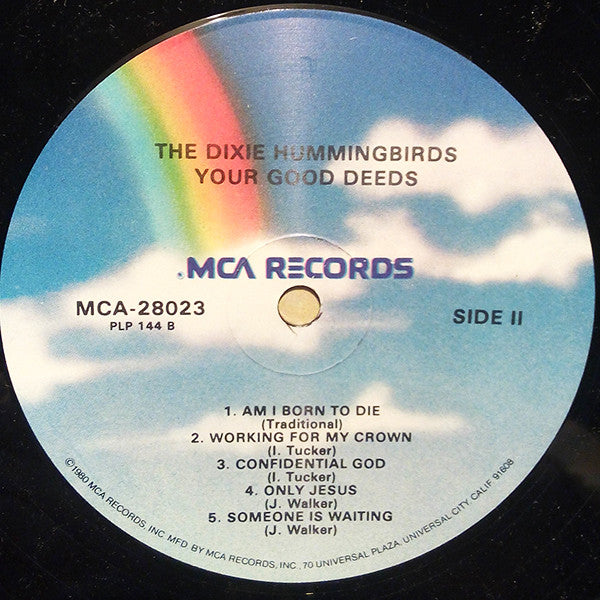 THE DIXIE HUMMINGBIRDS
YOUR GOOD DEEDS
MCA RECORDS
MCA-28023
PLP 144 B
SIDE II
1. AM I BORN TO DIE
(Traditional)
2. WORKING FOR MY CROWN
(I. Tucker)
3. CONFIDENTIAL GOD
(I. Tucker)
4. ONLY JESUS
(J. Walker)
5. SOMEONE IS WAITING
(J. Walker)
©1980 MCA RECORDS, INC. MFD BY MCA RECORDS, INC., 70 UNIVERSAL PLAZA, UNIVERSAL CITY, CALIF. 91608